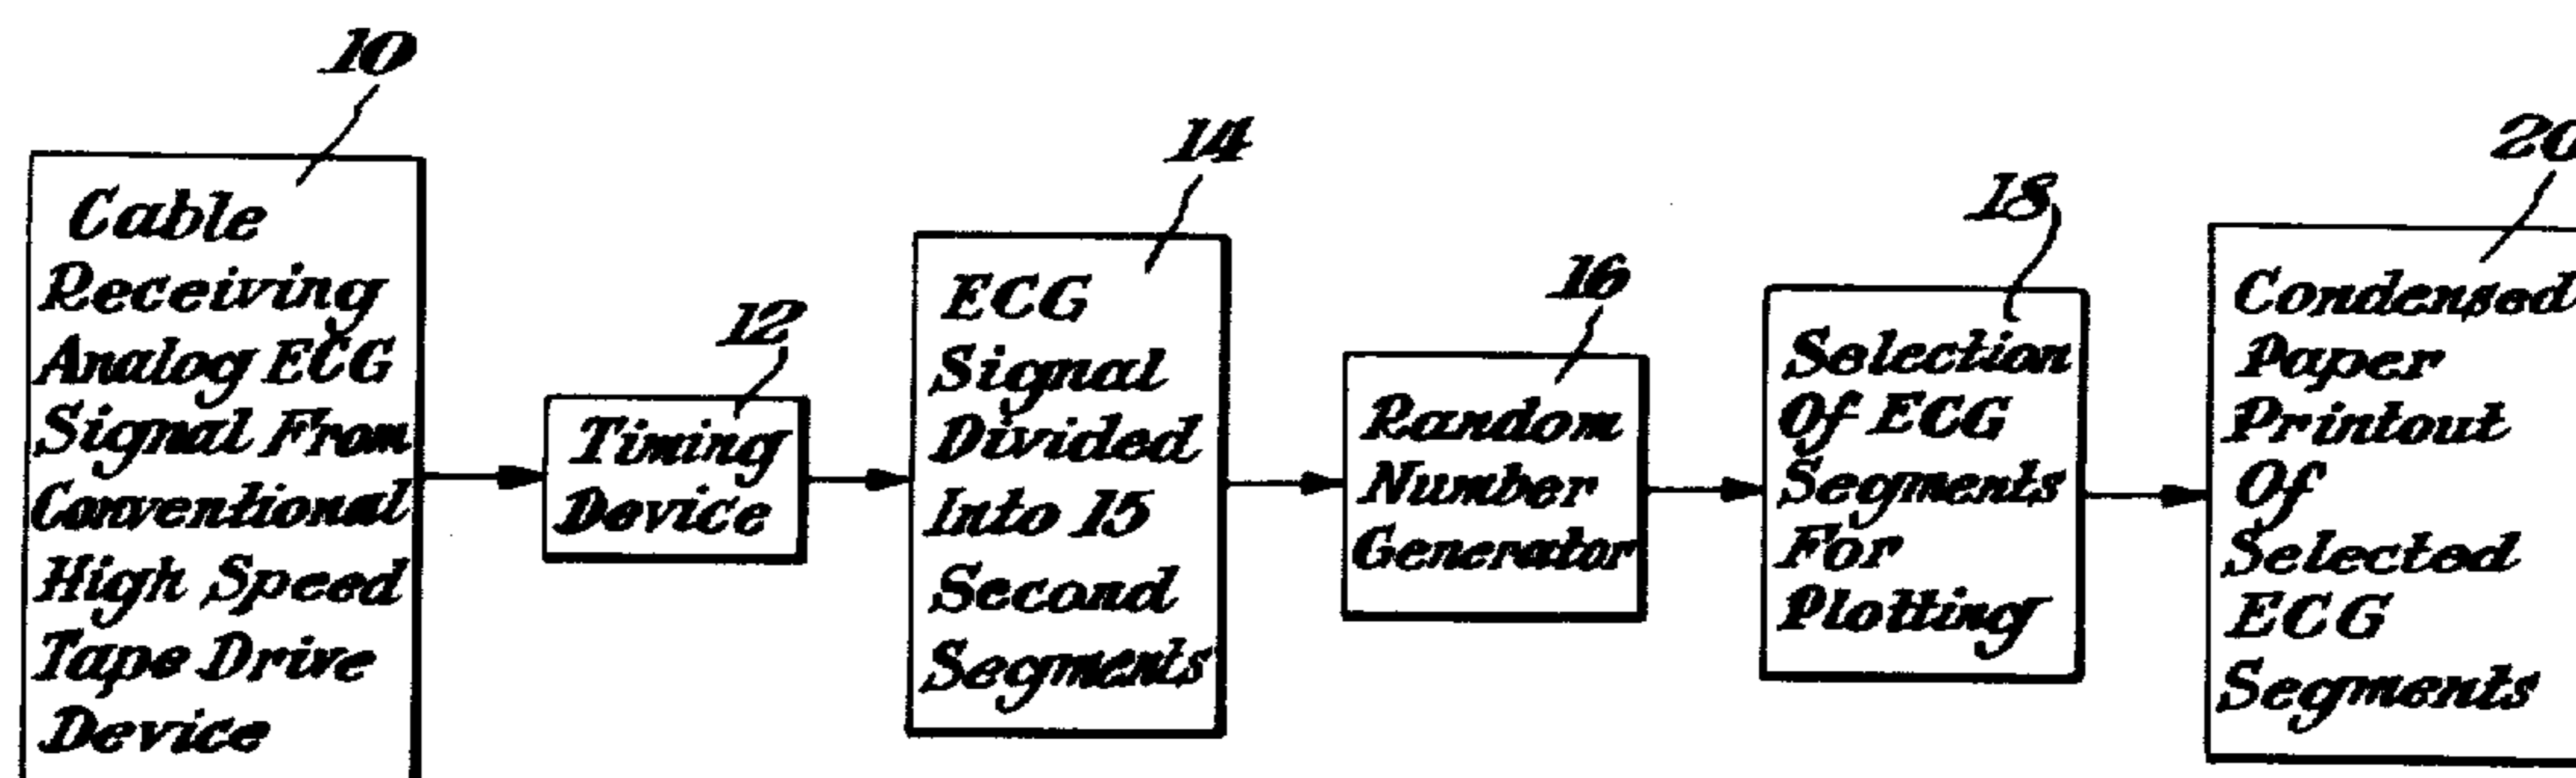 10
Cable
Receiving
Analog ECG
Signal From
Conventional
High Speed
Tape Drive
Device
12
Timing
Device
14
ECG
Signal
Divided
Into 15
Second
Segments
16
Random
Number
Generator
18
Selection
Of ECG
Segments
For
Plotting
20
Condensed
Paper
Printout
Of
Selected
ECG
Segments